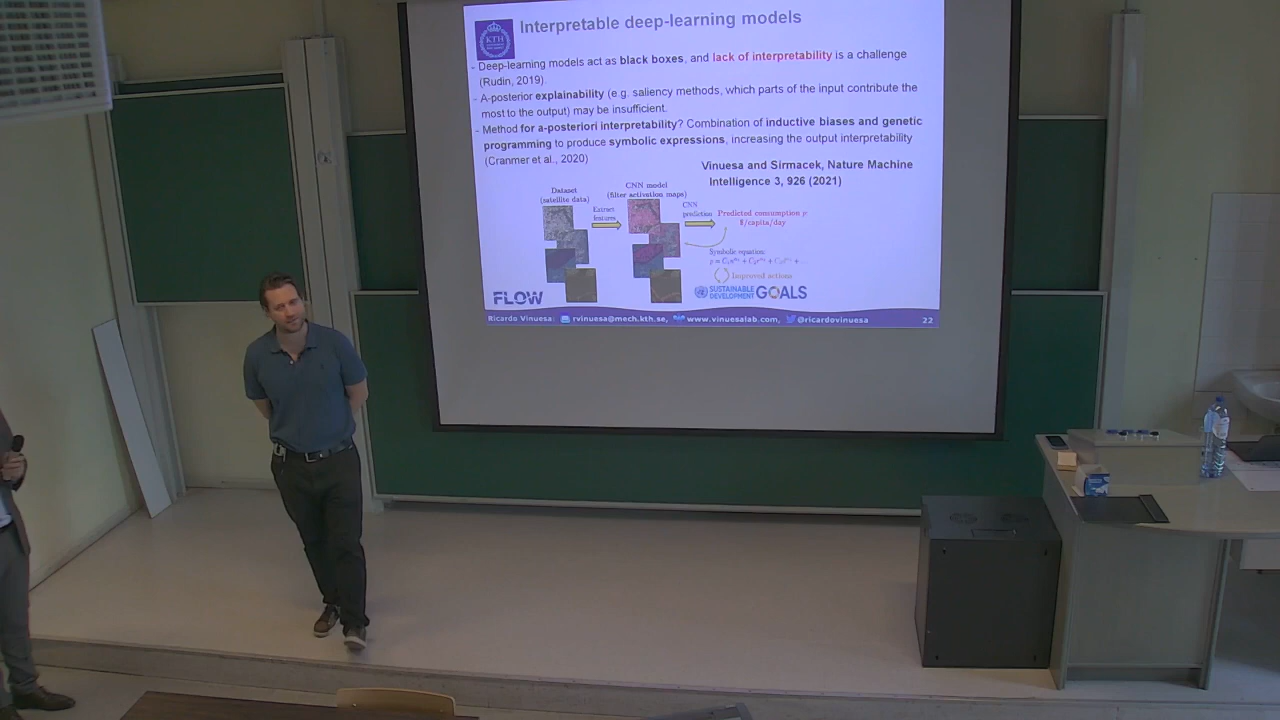 Interpretable deep-learning models
KTH
- Deep-learning models act as black boxes, and lack of interpretability is a challenge
(Rudin, 2019)
- A-posterior explainability (e.g. saliency methods, which parts of the input contribute the
most to the output) may be insufficient.
- Method for a-posteriori interpretability? Combination of inductive biases and genetic
programming to produce symbolic expressions, increasing the output interpretability
(Cranmer et al., 2020)
Vinuesa and Sirmacek, Nature Machine
Intelligence 3, 926 (2021)
Dataset
(satellite data)
Extract
features
CNN model
(filter activation maps)
CNN
prediction
Predicted consumption p:
$/capita/day
Symbolic equation:
Improved actions
FLOW
SUSTAINABLE
DEVELOPMENT GOALS
Ricardo Vinuesa: rvinuesa@mech.kth.se, www.vinuesalab.com, @ricardovinuesa 22